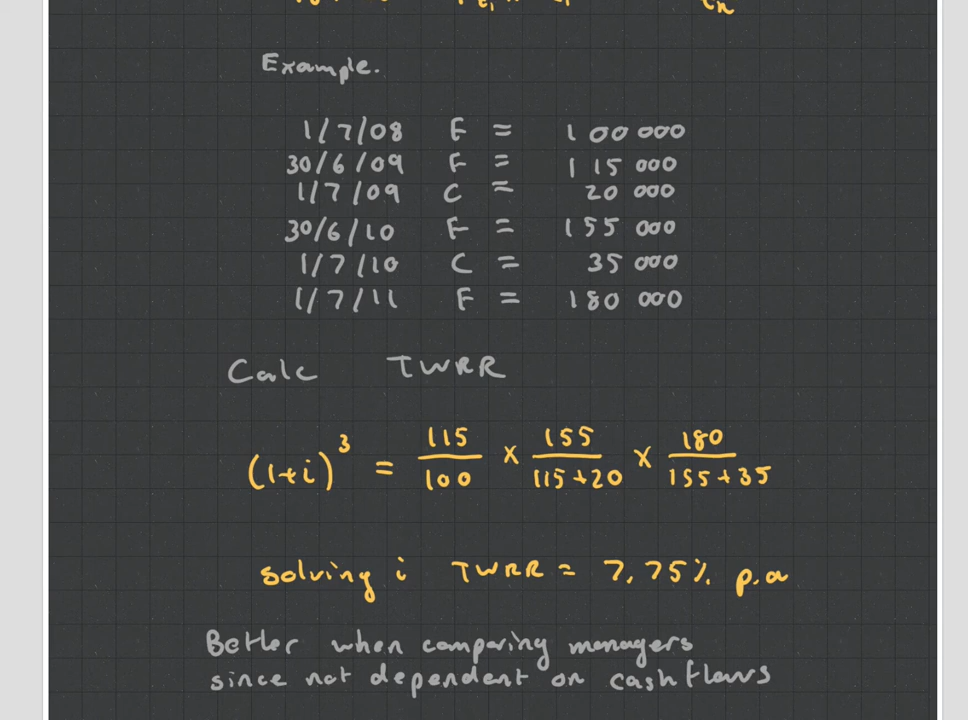 Example.
1/7/08 F = 100 000
30/6/09 F = 115 000
1/7/09 C = 20 000
30/6/10 F = 155 000
1/7/10 C = 35 000
1/7/11 F = 180 000
Calc TWRR
(1+i)^3 = 115/100 × 155/(115+20) × 180/(155+35)
solving i TWRR = 7,75% p.a
Better when comparing managers
since not dependent on cashflows